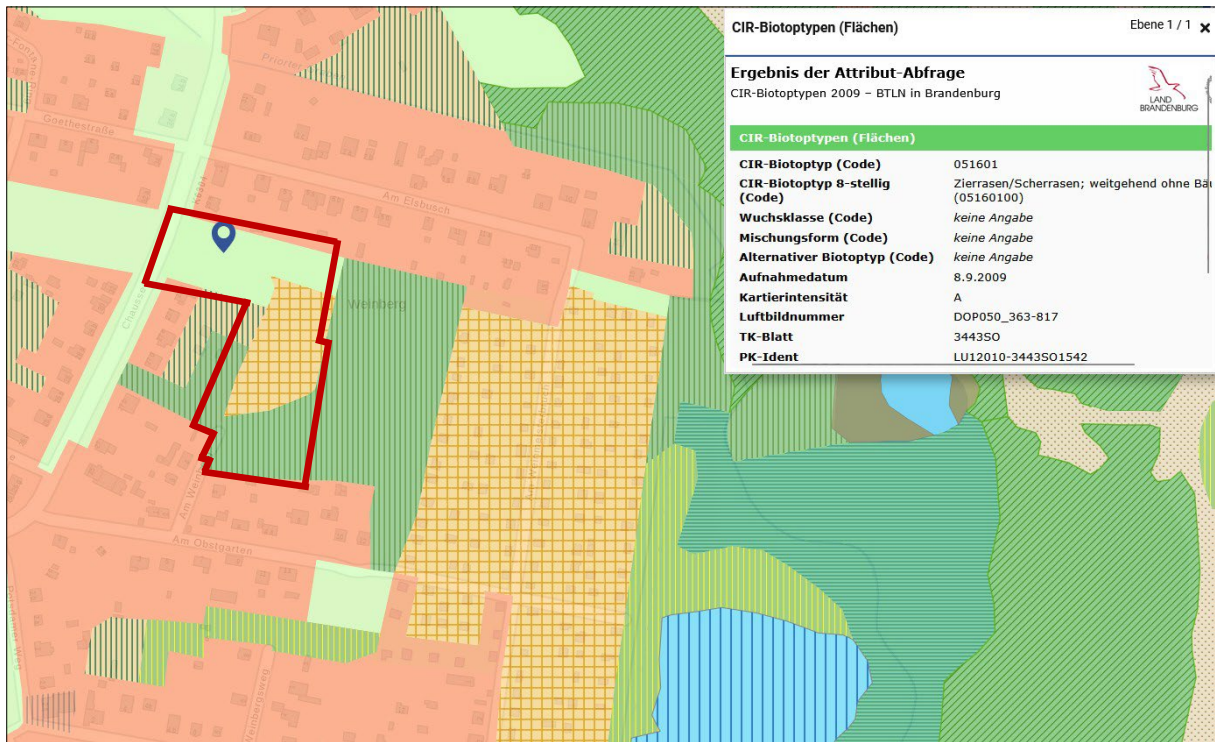 CIR-Biotoptypen (Flächen)
Ebene 1 / 1
Ergebnis der Attribut-Abfrage
CIR-Biotoptypen 2009 – BTLN in Brandenburg
LAND
BRANDENBURG
CIR-Biotoptypen (Flächen)
CIR-Biotoptyp (Code) 051601
CIR-Biotoptyp 8-stellig Zierrasen/Scherrasen; weitgehend ohne Bäu
(Code) (05160100)
Wuchsklasse (Code) keine Angabe
Mischungsform (Code) keine Angabe
Alternativer Biotoptyp (Code) keine Angabe
Aufnahmedatum 8.9.2009
Kartierintensität A
Luftbildnummer DOP050_363-817
TK-Blatt 3443SO
PK-Ident LU12010-3443SO1542
Priorter
Goethestraße
Am Elsbusch
Weinberg
Am Obstgarten
Weinbergsweg